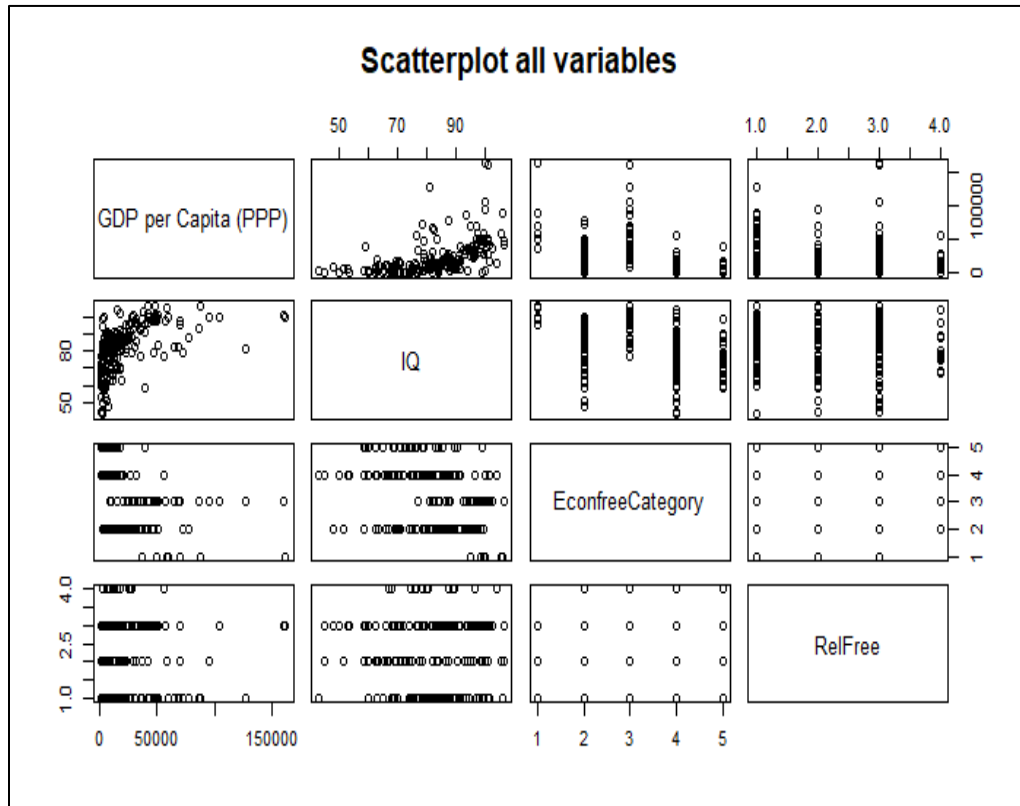 Scatterplot all variables
50 70 90
1.0 2.0 3.0 4.0
GDP per Capita (PPP)
0 100000
50 80
IQ
EconfreeCategory
1 2 3 4 5
1.0 2.5 4.0
RelFree
0 50000 150000
1 2 3 4 5